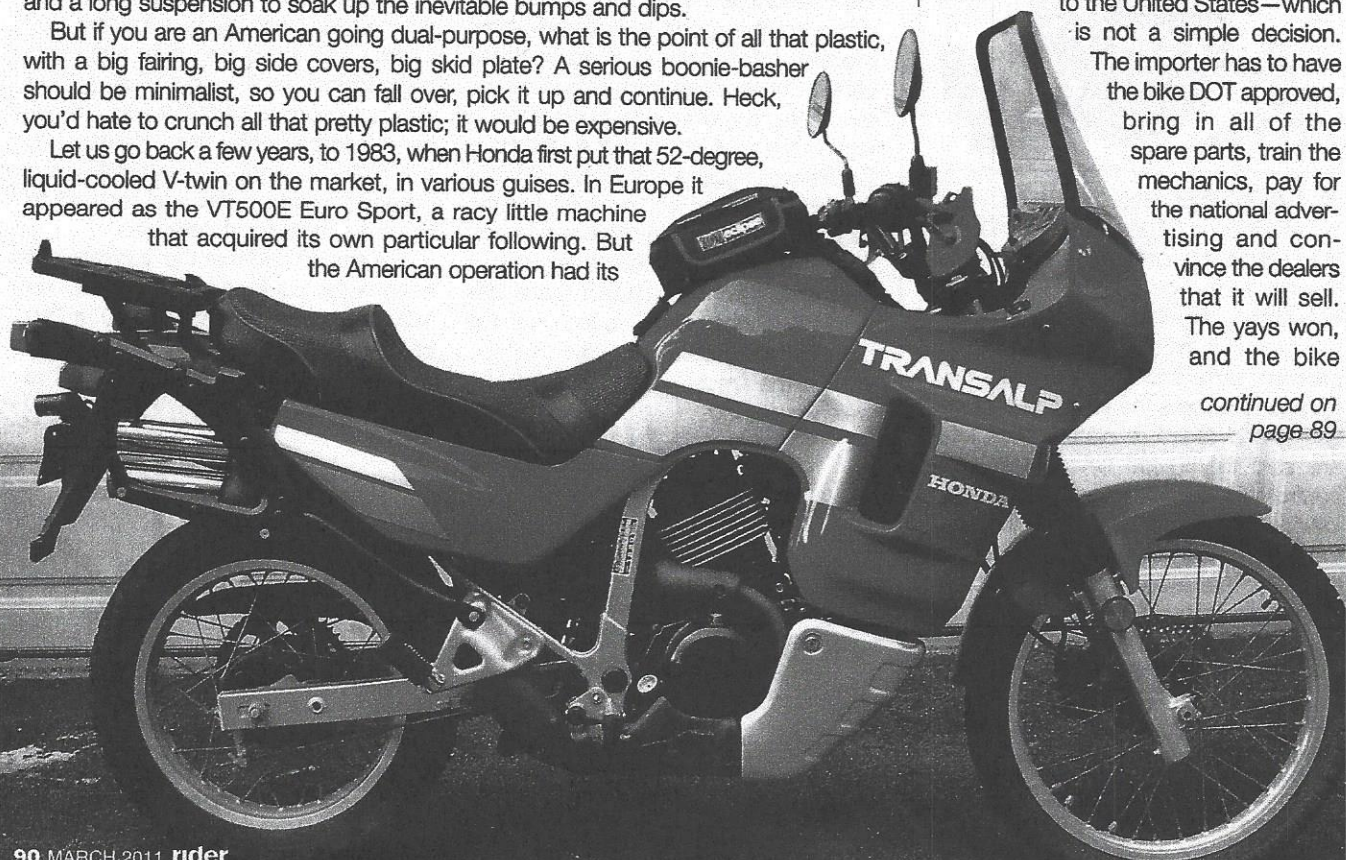 and a long suspension to soak up the inevitable bumps and dips.
But if you are an American going dual-purpose, what is the point of all that plastic,
with a big fairing, big side covers, big skid plate? A serious boonie-basher
should be minimalist, so you can fall over, pick it up and continue. Heck,
you'd hate to crunch all that pretty plastic; it would be expensive.
Let us go back a few years, to 1983, when Honda first put that 52-degree,
liquid-cooled V-twin on the market, in various guises. In Europe it
appeared as the VT500E Euro Sport, a racy little machine
that acquired its own particular following. But
the American operation had its
to the United States—which
is not a simple decision.
The importer has to have
the bike DOT approved,
bring in all of the
spare parts, train the
mechanics, pay for
the national adver-
tising and con-
vince the dealers
that it will sell.
The yays won,
and the bike
continued on
page 89
eclipse
TRANSALP
HONDA
90 MARCH 2011 rider